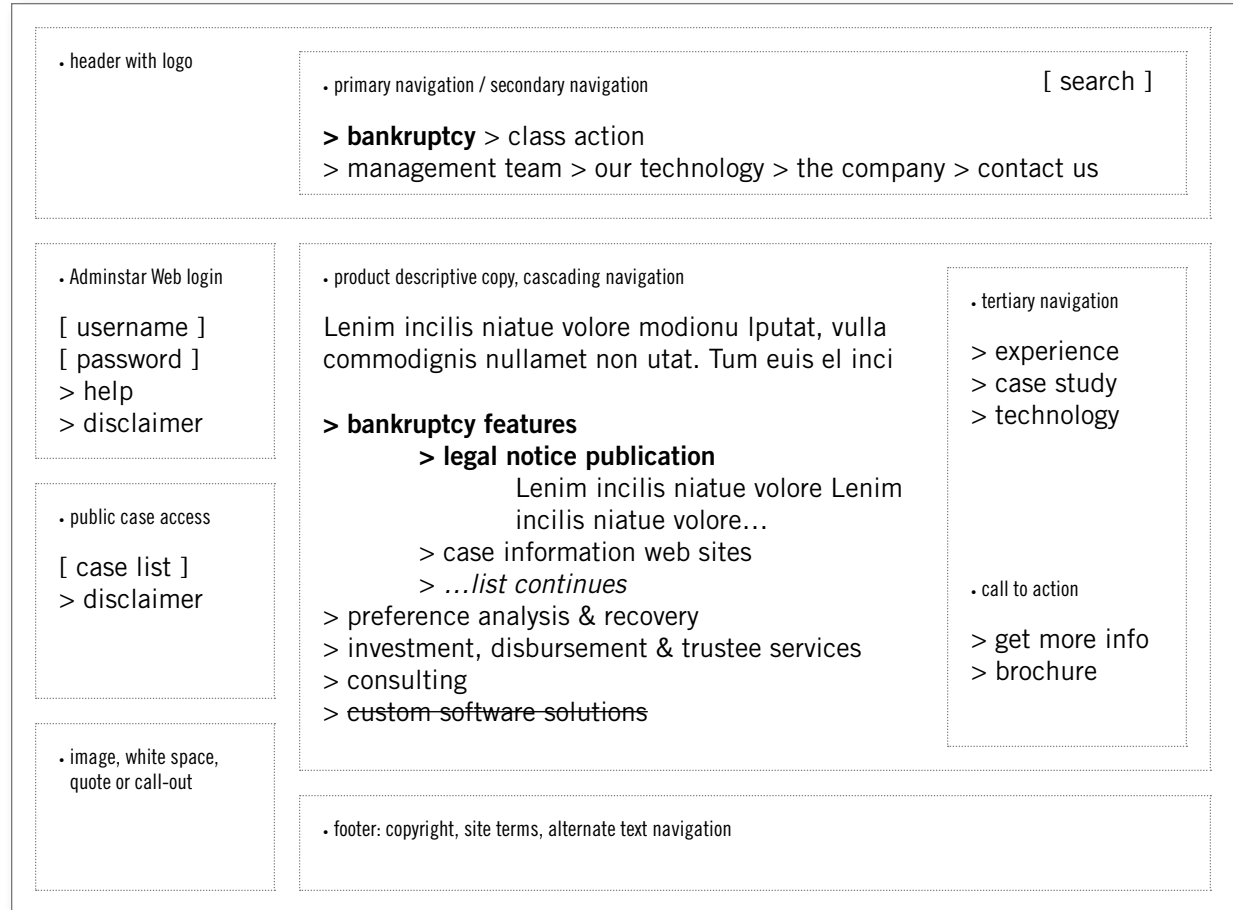 • header with logo
• primary navigation / secondary navigation
[ search ]
> bankruptcy > class action
> management team > our technology > the company > contact us
• Adminstar Web login
[ username ]
[ password ]
> help
> disclaimer
• public case access
[ case list ]
> disclaimer
• image, white space,
quote or call-out
• product descriptive copy, cascading navigation
Lenim incilis niatue volore modionu lputat, vulla
commodignis nullamet non utat. Tum euis el inci
> bankruptcy features
> legal notice publication
Lenim incilis niatue volore Lenim
incilis niatue volore…
> case information web sites
> …list continues
> preference analysis & recovery
> investment, disbursement & trustee services
> consulting
> custom software solutions
• tertiary navigation
> experience
> case study
> technology
• call to action
> get more info
> brochure
• footer: copyright, site terms, alternate text navigation